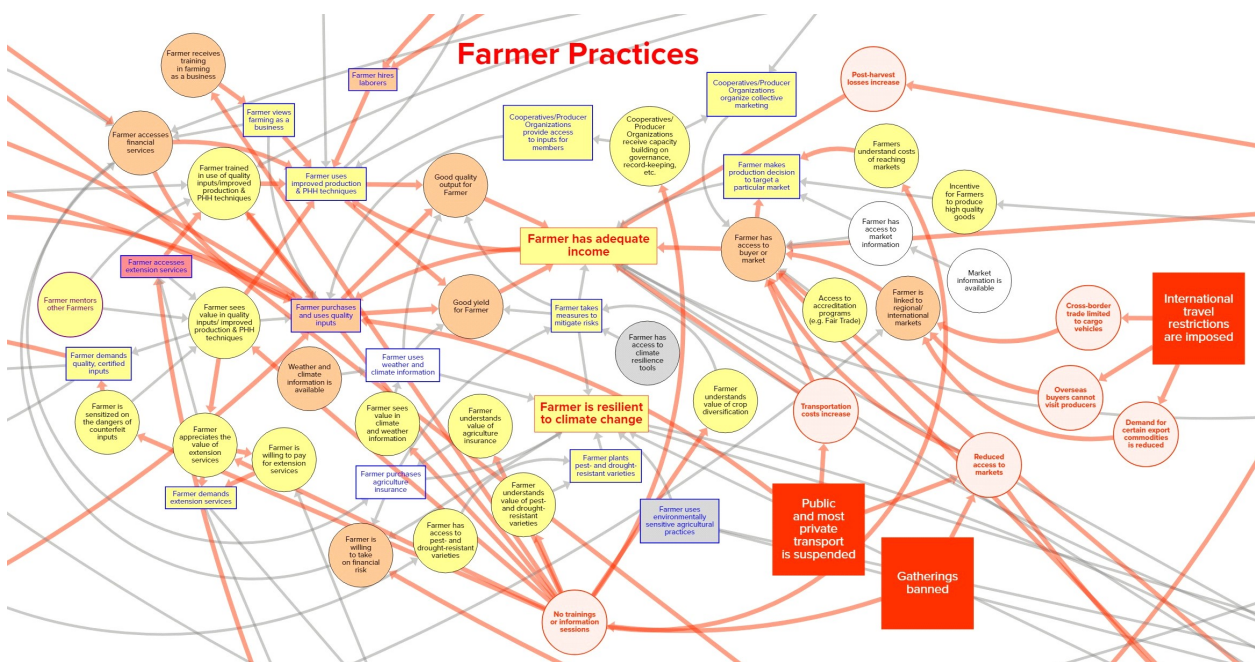 Farmer Practices
Farmer receives
training
in farming
as a business
Farmer hires
laborers
Post-harvest
losses increase
Cooperatives/Producer
Organizations
organize collective
marketing
Farmer views
farming as a
business
Farmer accesses
financial
services
Cooperatives/Producer
Organizations
provide access
to inputs for
members
Cooperatives/
Producer
Organizations
receive capacity
building on
governance,
record-keeping,
etc.
Farmers
understand costs
of reaching
markets
Farmer trained
in use of quality
inputs/improved
production &
PHH techniques
Farmer uses
improved production
& PHH techniques
Good quality
output for
Farmer
Farmer makes
production decision
to target a
particular market
Incentive
for Farmers
to produce
high quality
goods
Farmer has
access to
market
information
Farmer has adequate
income
Farmer has
access to
buyer or
market
Farmer accesses
extension services
Market
information is
available
Farmer mentors
other Farmers
Farmer sees
value in quality
inputs/ improved
production & PHH
techniques
Farmer purchases
and uses quality
inputs
Good yield
for Farmer
Farmer takes
measures to
mitigate risks
Access to
accreditation
programs
(e.g. Fair Trade)
Farmer is
linked to
regional/
international
markets
Cross-border
trade limited
to cargo
vehicles
International
travel
restrictions
are imposed
Farmer has
access to
climate
resilience
tools
Farmer demands
quality, certified
inputs
Weather and
climate
information is
available
Farmer uses
weather and
climate information
Farmer
understands
value of crop
diversification
Overseas
buyers cannot
visit producers
Farmer is
sensitized on
the dangers of
counterfeit
inputs
Farmer
appreciates the
value of
extension
services
Farmer is
willing to pay
for extension
services
Farmer sees
value in
climate
and weather
information
Farmer
understands
value of
agriculture
insurance
Farmer is resilient
to climate change
Transportation
costs increase
Demand for
certain export
commodities
is reduced
Farmer demands
extension services
Farmer purchases
agriculture
insurance
Farmer plants
pest- and drought-
resistant varieties
Reduced
access to
markets
Farmer
understands
value of pest-
and drought-
resistant
varieties
Farmer uses
environmentally
sensitive agricultural
practices
Public
and most
private
transport
is suspended
Farmer is
willing
to take
on financial
risk
Farmer has
access to pest- and
drought-resistant
varieties
Gatherings
banned
No trainings
or information
sessions